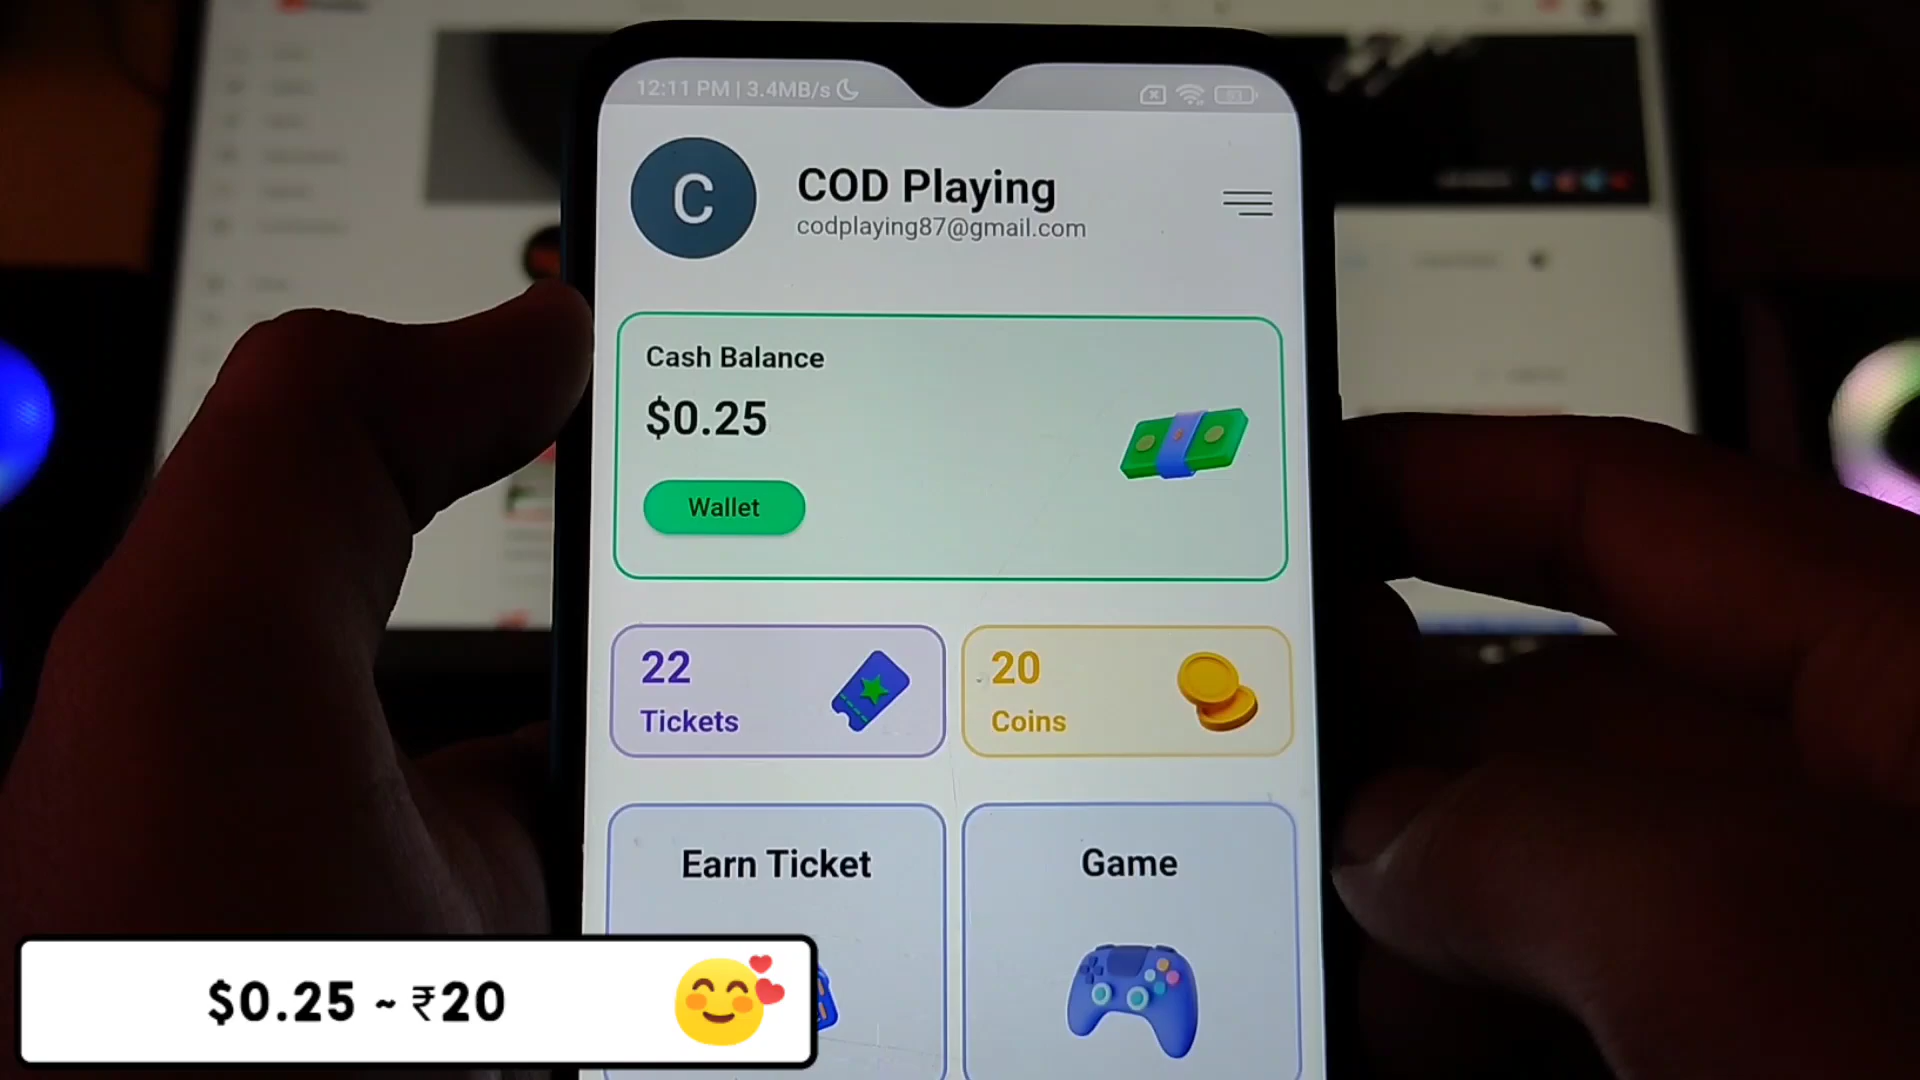 12:11 PM | 3.4MB/s
C
COD Playing
codplaying87@gmail.com
Cash Balance
$0.25
Wallet
22
Tickets
20
Coins
Earn Ticket
Game
$0.25 ~ ₹20